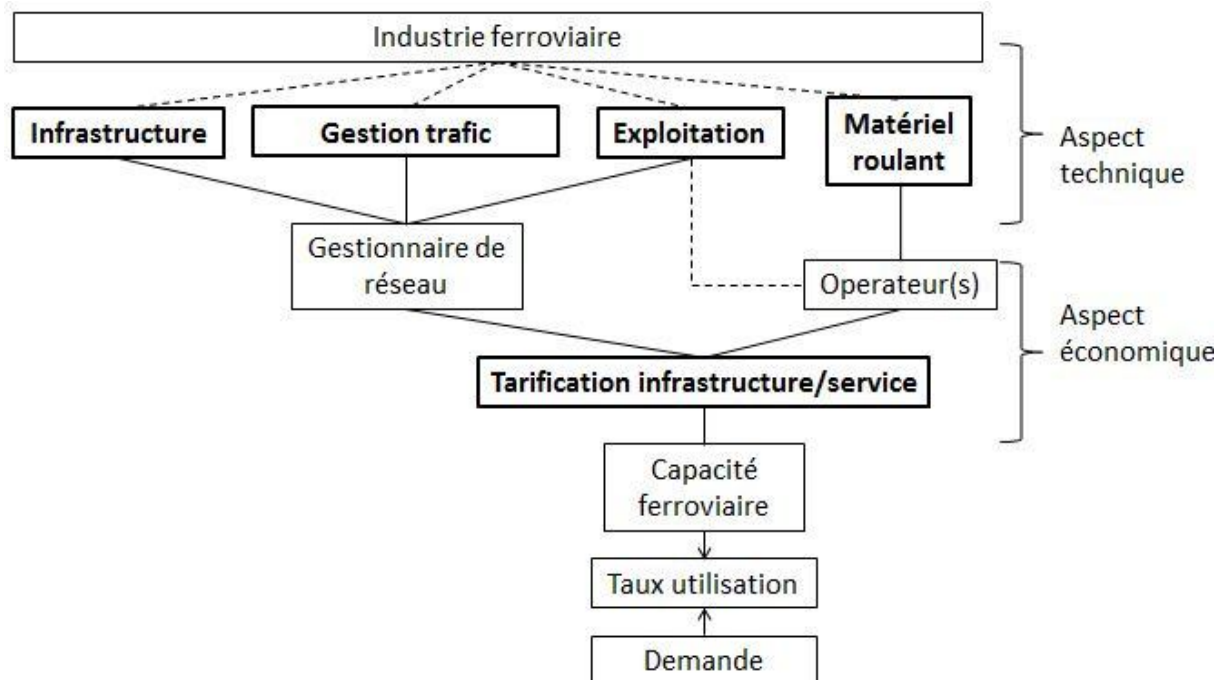 Industrie ferroviaire
Infrastructure
Gestion trafic
Exploitation
Matériel
roulant
Aspect
technique
Gestionnaire de
réseau
Operateur(s)
Aspect
économique
Tarification infrastructure/service
Capacité
ferroviaire
Taux utilisation
Demande